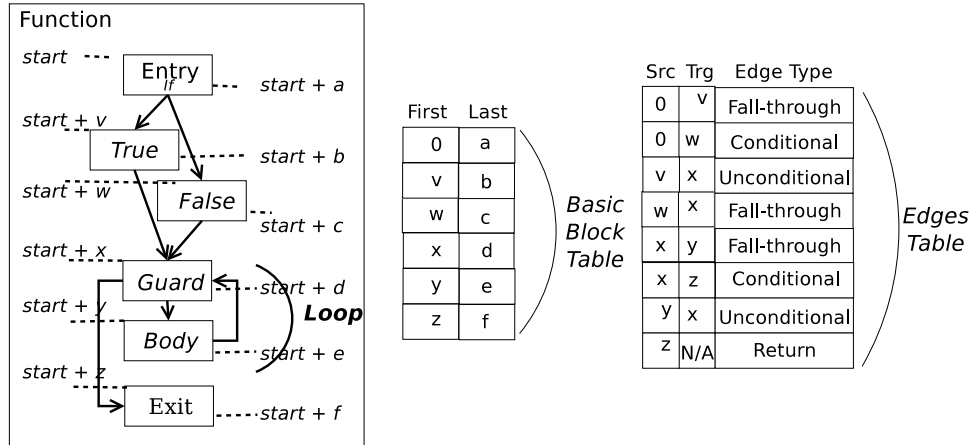 Function
start
Entry
If
start + a
start + v
True
start + b
start + w
False
start + c
start + x
Guard
start + d
Loop
start + y
Body
start + e
start + z
Exit
start + f
First Last
0 a
v b
w c
x d
y e
z f
Basic
Block
Table
Src Trg Edge Type
0 v Fall-through
0 w Conditional
v x Unconditional
w x Fall-through
x y Fall-through
x z Conditional
y x Unconditional
z N/A Return
Edges
Table